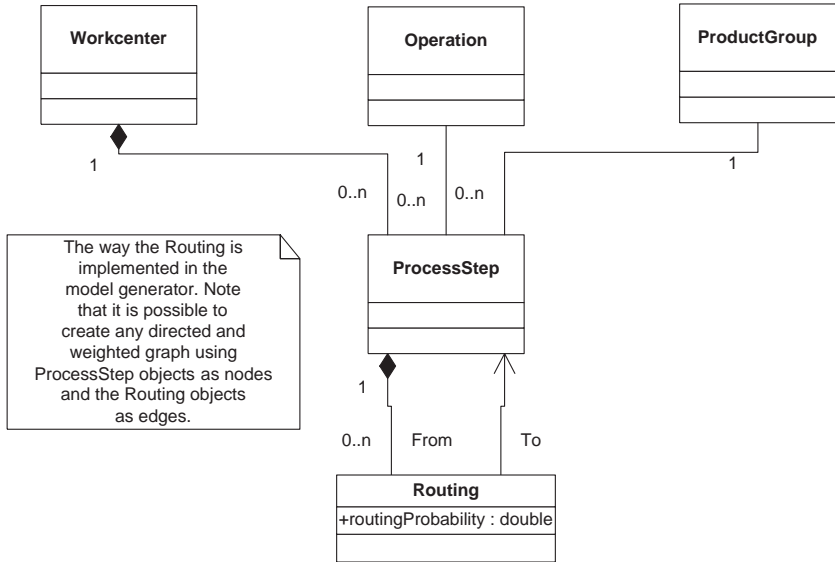 Workcenter
Operation
ProductGroup
1
1
1
0..n
0..n
0..n
The way the Routing is
implemented in the
model generator. Note
that it is possible to
create any directed and
weighted graph using
ProcessStep objects as nodes
and the Routing objects
as edges.
ProcessStep
1
0..n
From
To
Routing
+routingProbability : double